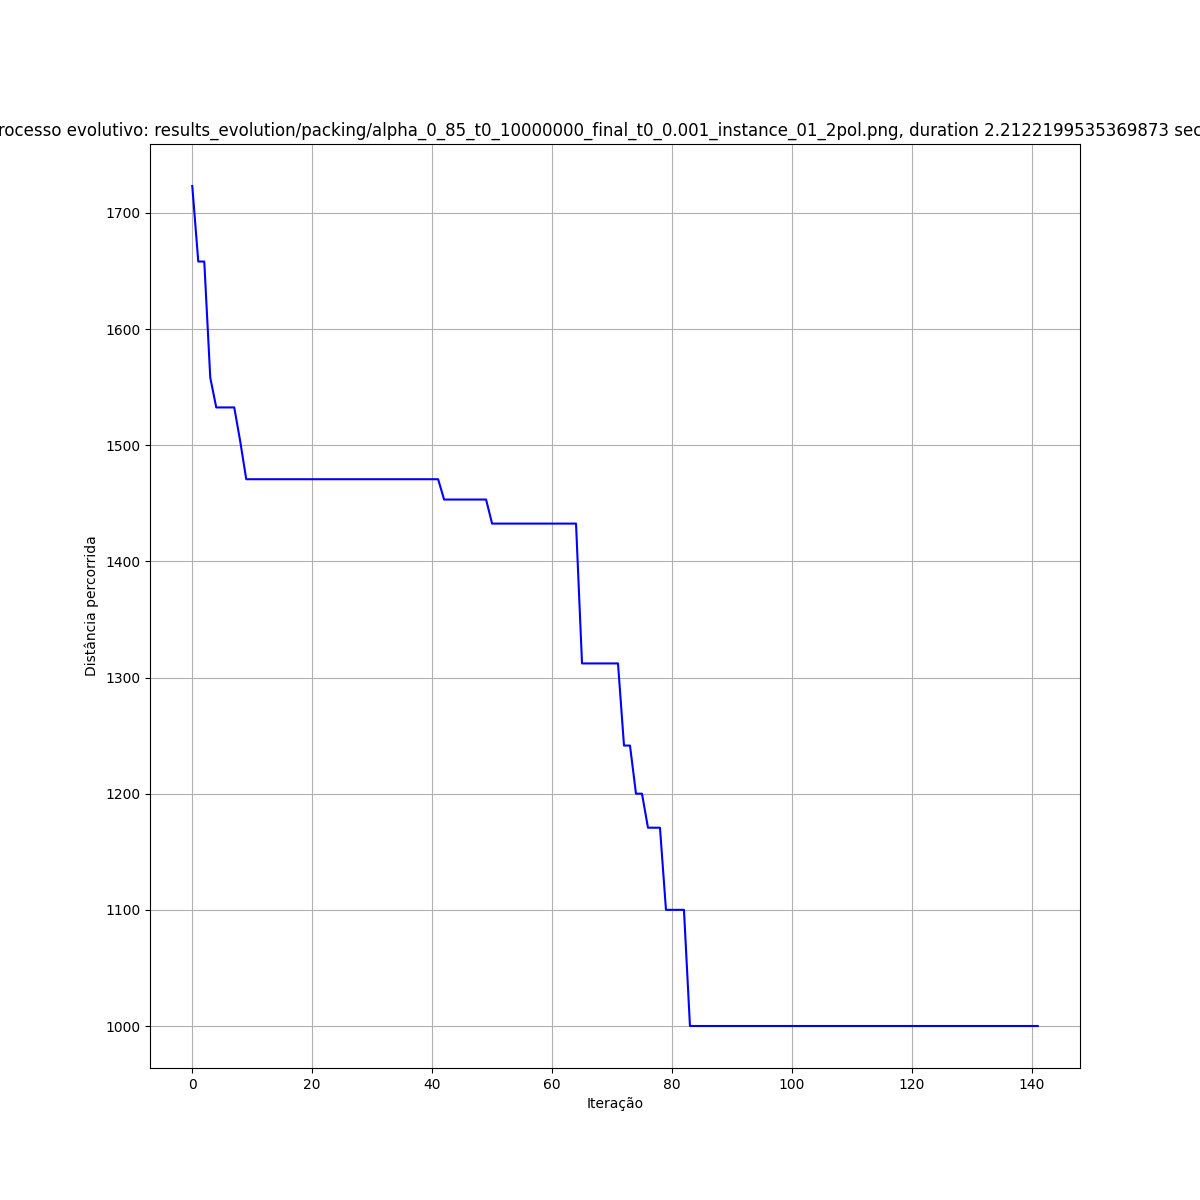 rocesso evolutivo: results_evolution/packing/alpha_0_85_t0_10000000_final_t0_0.001_instance_01_2pol.png, duration 2.2122199535369873 sec
1700
1600
1500
1400
1300
1200
1100
1000
Distância percorrida
0 20 40 60 80 100 120 140
Iteração